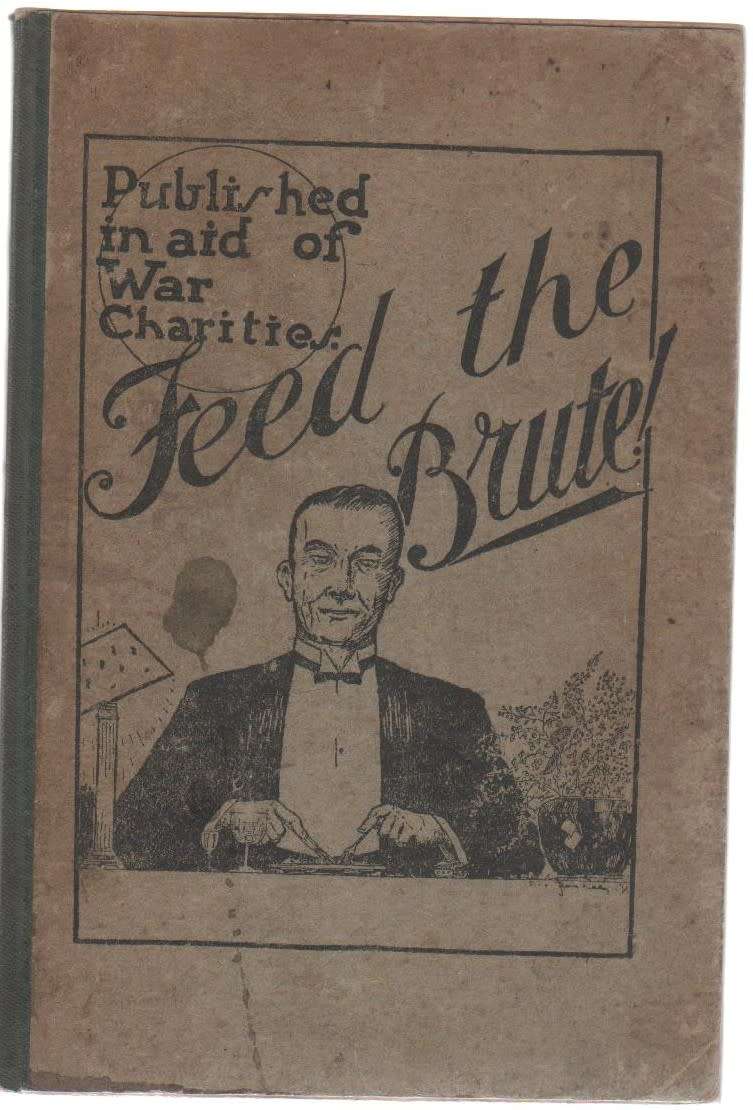 Published
in aid of
War
Charities:
Feed the
Brute!